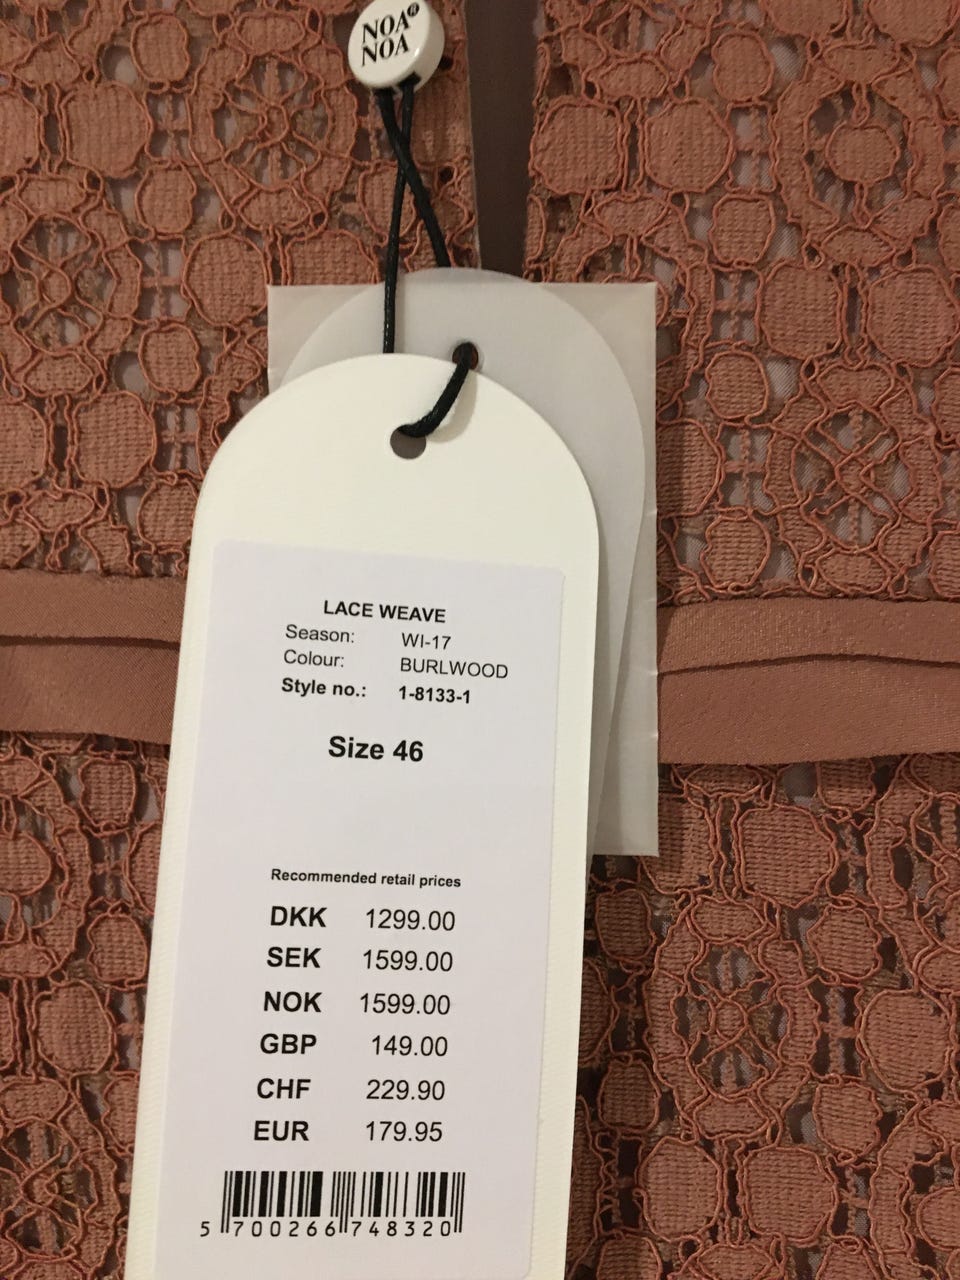 NOA®
NOA
LACE WEAVE
Season: WI-17
Colour: BURLWOOD
Style no.: 1-8133-1
Size 46
Recommended retail prices
DKK 1299.00
SEK 1599.00
NOK 1599.00
GBP 149.00
CHF 229.90
EUR 179.95
5 700266 748320